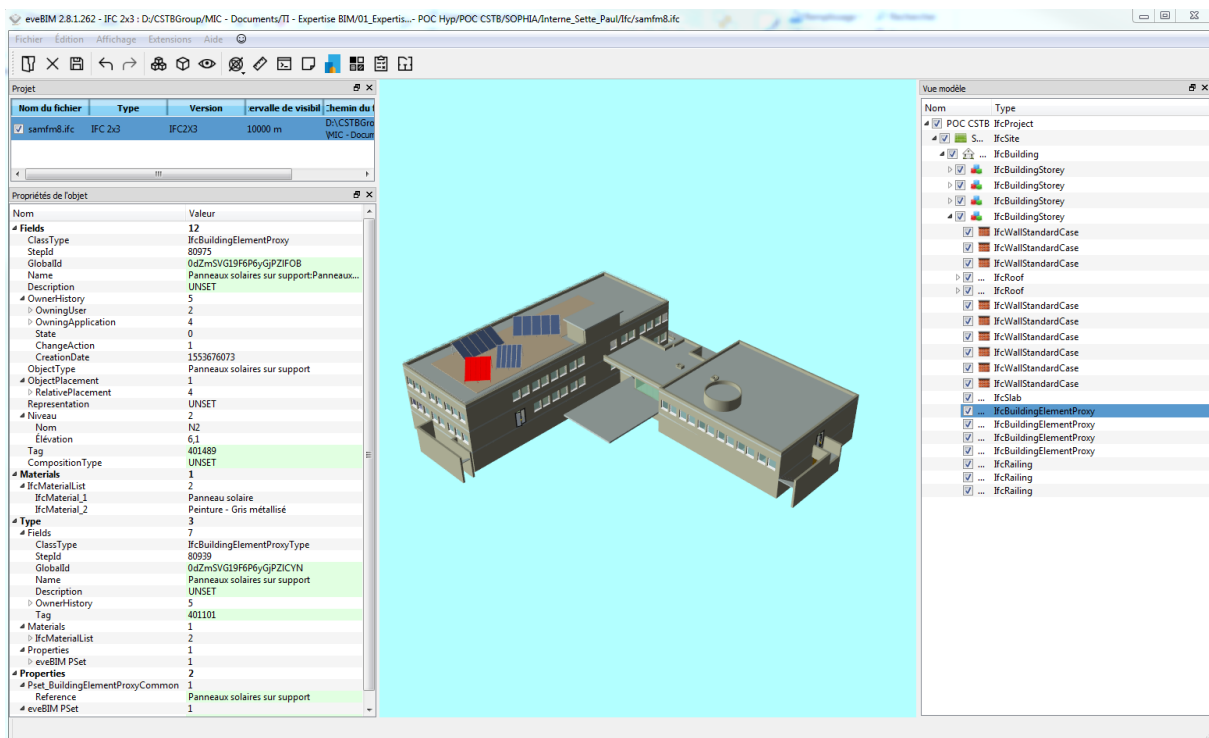 eveBIM 2.8.1.262 - IFC 2x3 : D:/CSTBGroup/MIC - Documents/TI - Expertise BIM/01_Expertis...- POC Hyp/POC CSTB/SOPHIA/Interne_Sette_Paul/Ifc/samfm8.ifc
Fichier Édition Affichage Extensions Aide
Projet
Nom du fichier Type Version :ervalle de visibil Chemin du f
samfm8.ifc IFC 2x3 IFC2X3 10000 m D:\CSTBGro
\MIC - Docum
Propriétés de l'objet
Nom Valeur
Fields 12
ClassType IfcBuildingElementProxy
StepId 80975
GlobalId 0dZmSVG19F6P6yGjPZIFOB
Name Panneaux solaires sur support:Panneaux...
Description UNSET
OwnerHistory 5
OwningUser 2
OwningApplication 4
State 0
ChangeAction 1
CreationDate 1553676073
ObjectType Panneaux solaires sur support
ObjectPlacement 1
RelativePlacement 4
Representation UNSET
Niveau 2
Nom N2
Élévation 6,1
Tag 401489
CompositionType UNSET
Materials 1
IfcMaterialList 2
IfcMaterial_1 Panneau solaire
IfcMaterial_2 Peinture - Gris métallisé
Type 3
Fields 7
ClassType IfcBuildingElementProxyType
StepId 80939
GlobalId 0dZmSVG19F6P6yGjPZICYN
Name Panneaux solaires sur support
Description UNSET
OwnerHistory 5
Tag 401101
Materials 1
IfcMaterialList 2
Properties 1
eveBIM PSet 1
Properties 2
Pset_BuildingElementProxyCommon 1
Reference Panneaux solaires sur support
eveBIM PSet 1
Vue modèle
Nom Type
POC CSTB IfcProject
S... IfcSite
... IfcBuilding
IfcBuildingStorey
IfcBuildingStorey
IfcBuildingStorey
IfcBuildingStorey
IfcWallStandardCase
IfcWallStandardCase
IfcWallStandardCase
... IfcRoof
... IfcRoof
IfcWallStandardCase
IfcWallStandardCase
IfcWallStandardCase
IfcWallStandardCase
IfcWallStandardCase
IfcWallStandardCase
... IfcSlab
... IfcBuildingElementProxy
... IfcBuildingElementProxy
... IfcBuildingElementProxy
... IfcBuildingElementProxy
... IfcRailing
... IfcRailing
... IfcRailing